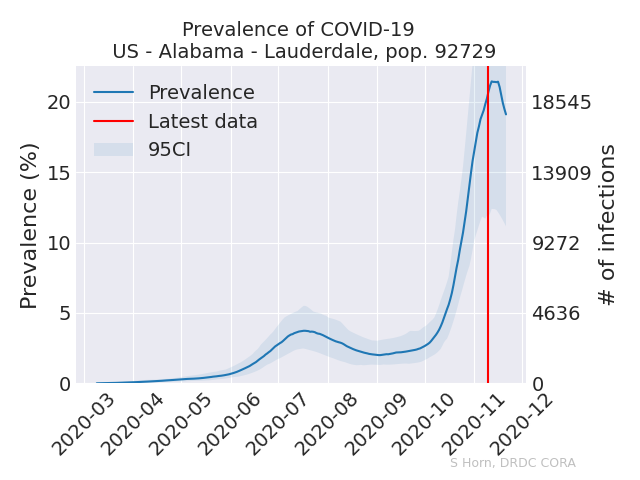 Prevalence of COVID-19
US - Alabama - Lauderdale, pop. 92729
Prevalence
Latest data
95CI
Prevalence (%)
20
15
10
5
0
18545
13909
9272
4636
0
# of infections
2020-03
2020-04
2020-05
2020-06
2020-07
2020-08
2020-09
2020-10
2020-11
2020-12
S Horn, DRDC CORA